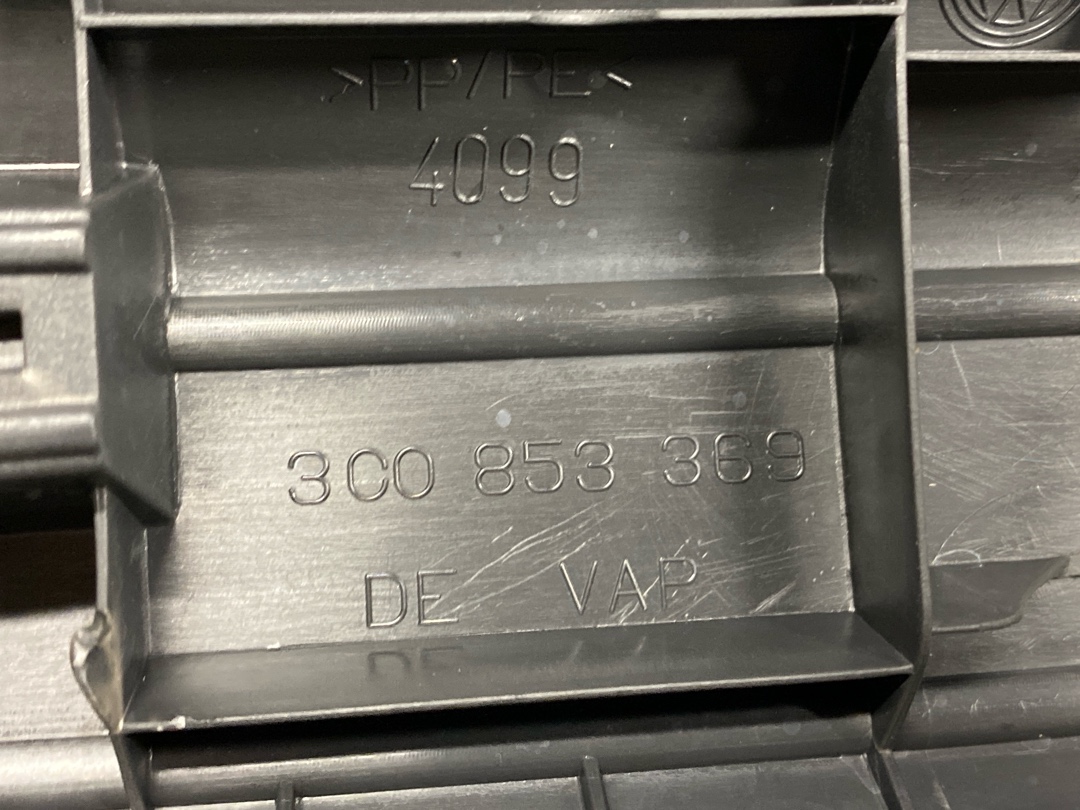 >PP/PE<
4099
3C0 853 369
DE VAP